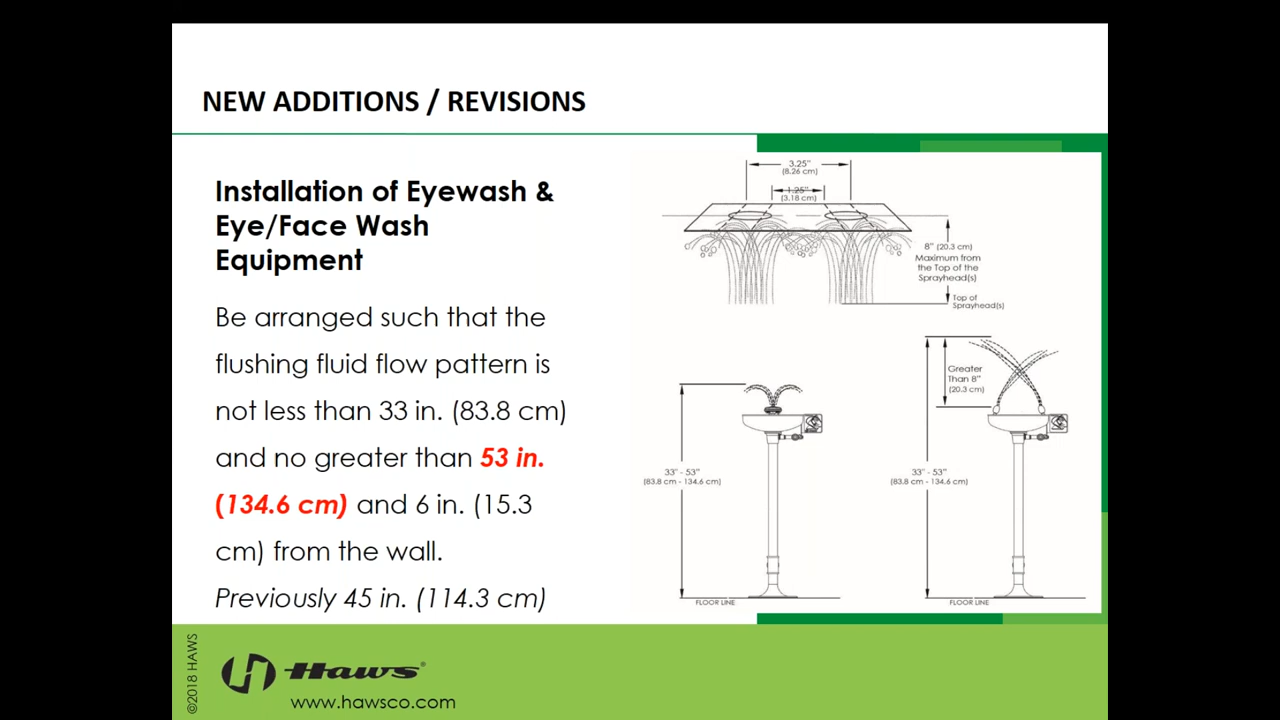 NEW ADDITIONS / REVISIONS
Installation of Eyewash &
Eye/Face Wash
Equipment
Be arranged such that the
flushing fluid flow pattern is
not less than 33 in. (83.8 cm)
and no greater than 53 in.
(134.6 cm) and 6 in. (15.3
cm) from the wall.
Previously 45 in. (114.3 cm)
3.25"
(8.26 cm)
1.25"
(3.18 cm)
8" (20.3 cm)
Maximum from
the Top of the
Sprayhead(s)
Top of
Sprayhead(s)
Greater
Than 8"
(20.3 cm)
33" - 53"
(83.8 cm - 134.6 cm)
33" - 53"
(83.8 cm - 134.6 cm)
FLOOR LINE
FLOOR LINE
©2018 HAWS
Haws®
www.hawsco.com